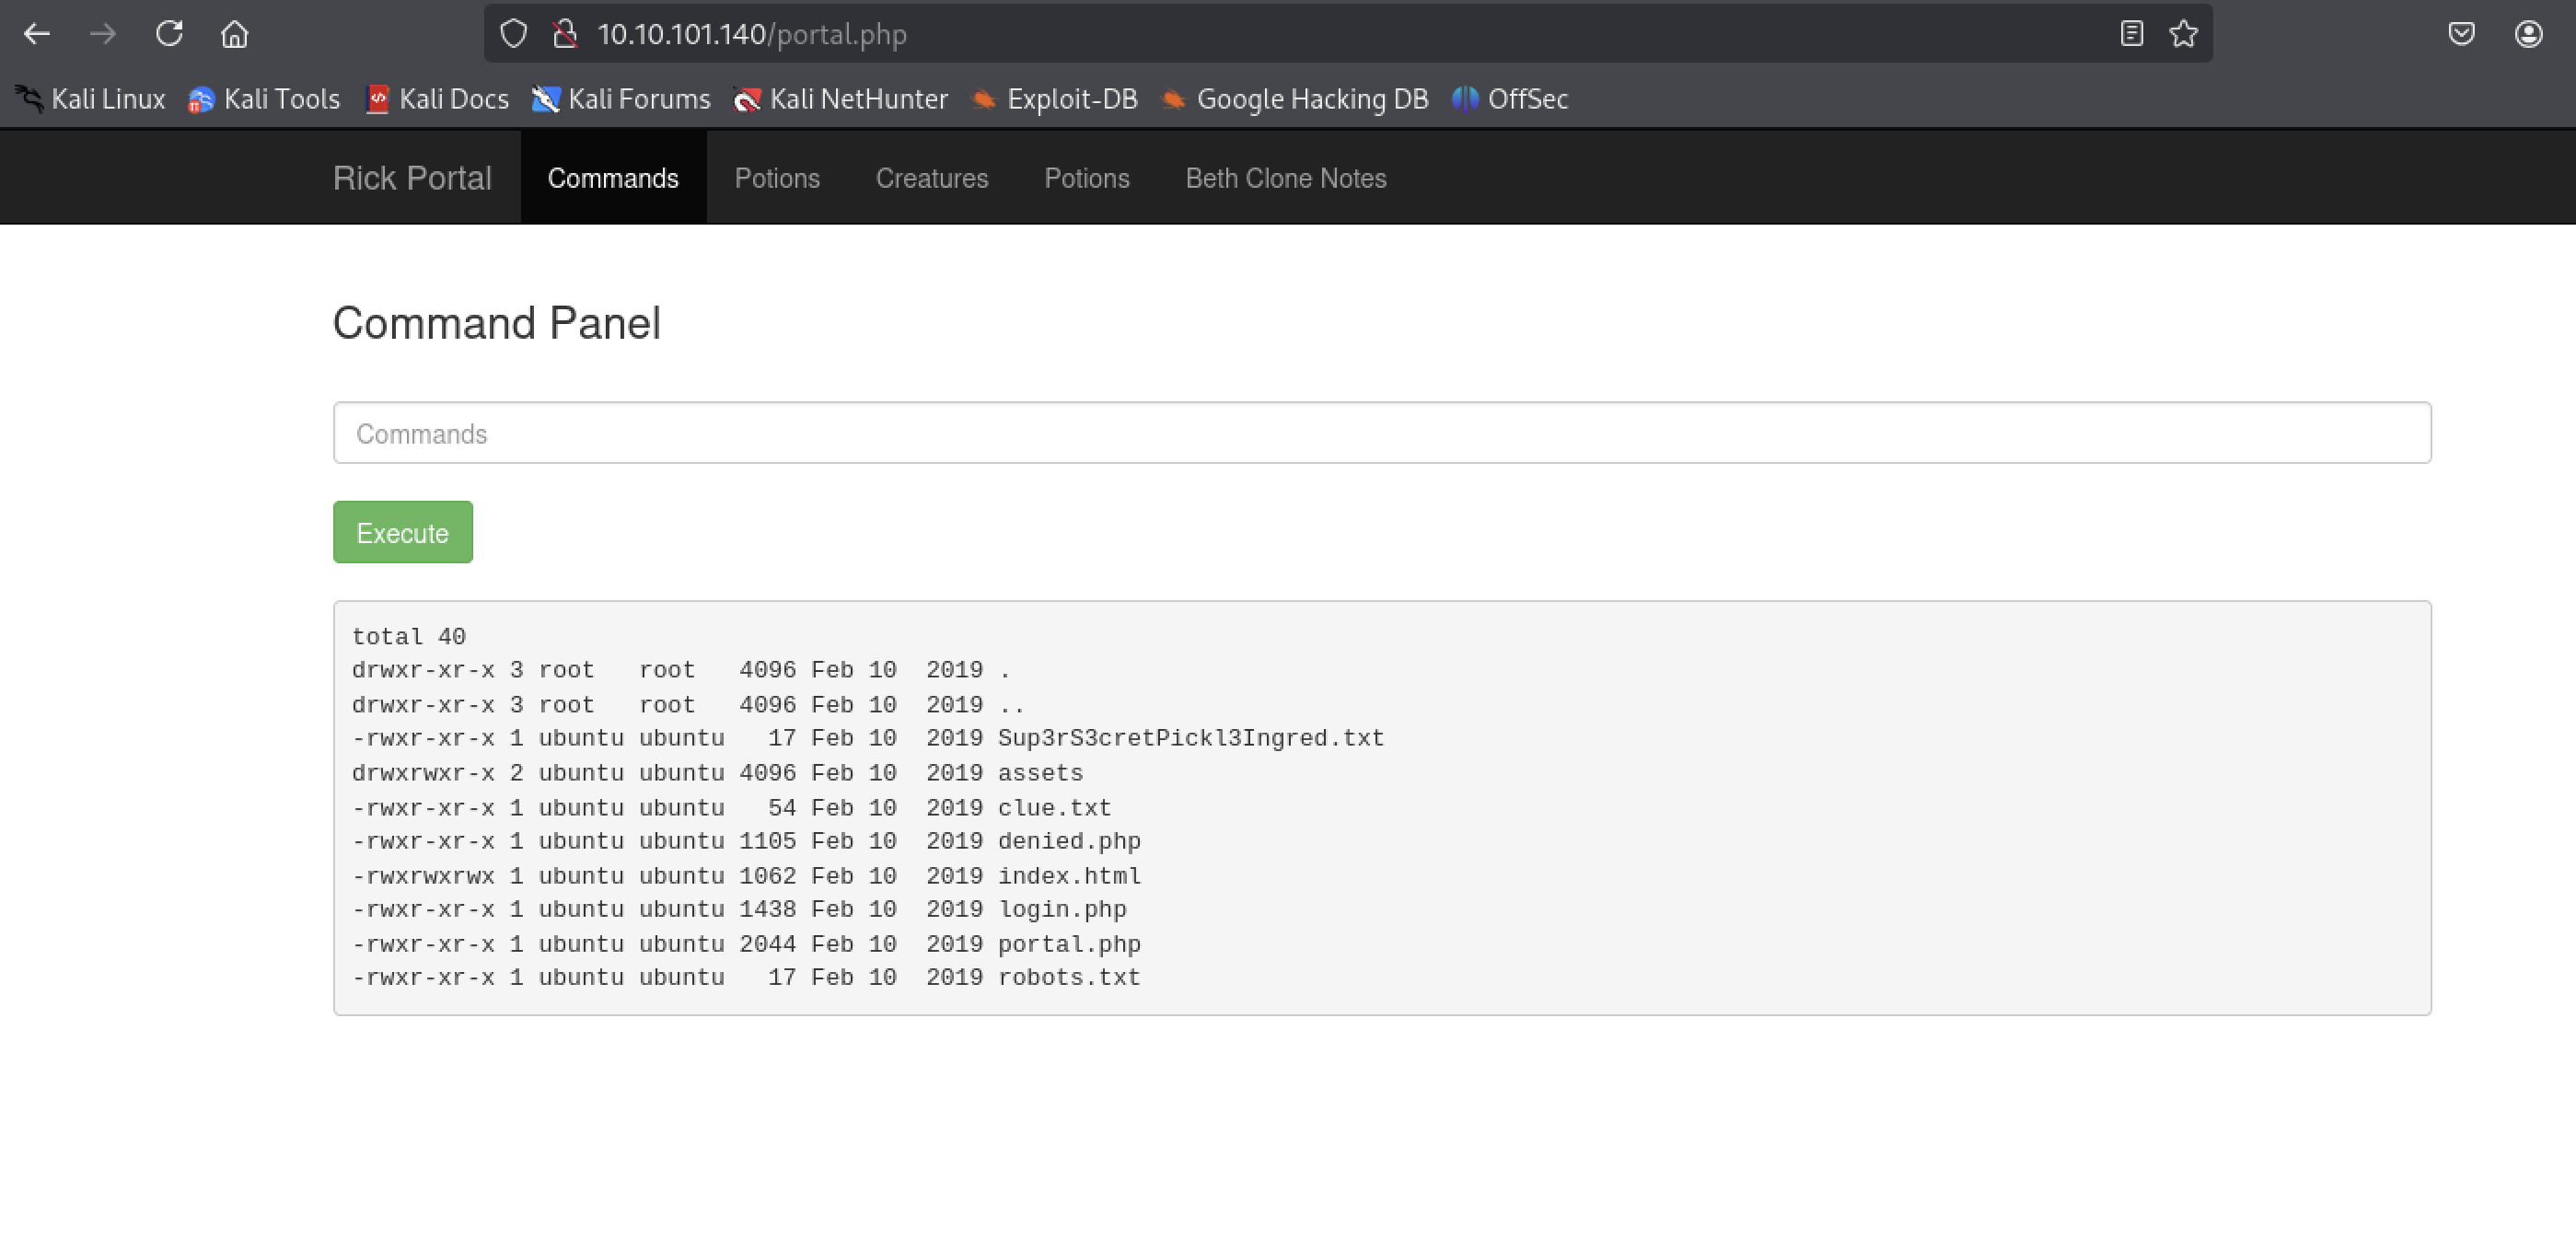 10.10.101.140/portal.php
Kali Linux Kali Tools Kali Docs Kali Forums Kali NetHunter Exploit-DB Google Hacking DB OffSec
Rick Portal Commands Potions Creatures Potions Beth Clone Notes
Command Panel
Commands
Execute
total 40
drwxr-xr-x 3 root   root   4096 Feb 10  2019 .
drwxr-xr-x 3 root   root   4096 Feb 10  2019 ..
-rwxr-xr-x 1 ubuntu ubuntu   17 Feb 10  2019 Sup3rS3cretPickl3Ingred.txt
drwxrwxr-x 2 ubuntu ubuntu 4096 Feb 10  2019 assets
-rwxr-xr-x 1 ubuntu ubuntu   54 Feb 10  2019 clue.txt
-rwxr-xr-x 1 ubuntu ubuntu 1105 Feb 10  2019 denied.php
-rwxrwxrwx 1 ubuntu ubuntu 1062 Feb 10  2019 index.html
-rwxr-xr-x 1 ubuntu ubuntu 1438 Feb 10  2019 login.php
-rwxr-xr-x 1 ubuntu ubuntu 2044 Feb 10  2019 portal.php
-rwxr-xr-x 1 ubuntu ubuntu   17 Feb 10  2019 robots.txt